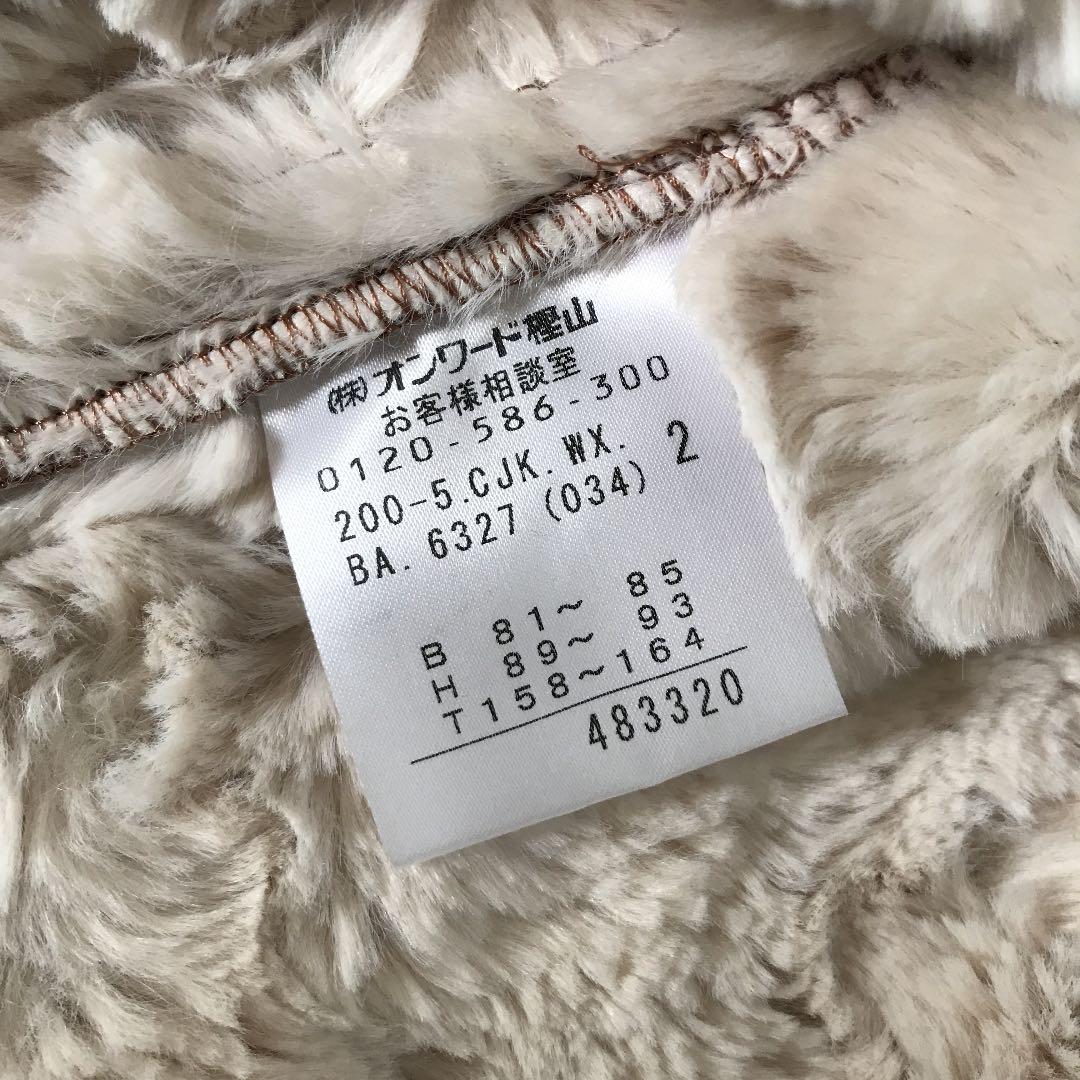 (株)オンワード樫山
お客様相談室
0120-586-300
200-5.CJK.WX. 2
BA. 6327 (034)
B 81~ 85
H 89~ 93
T158~164
483320